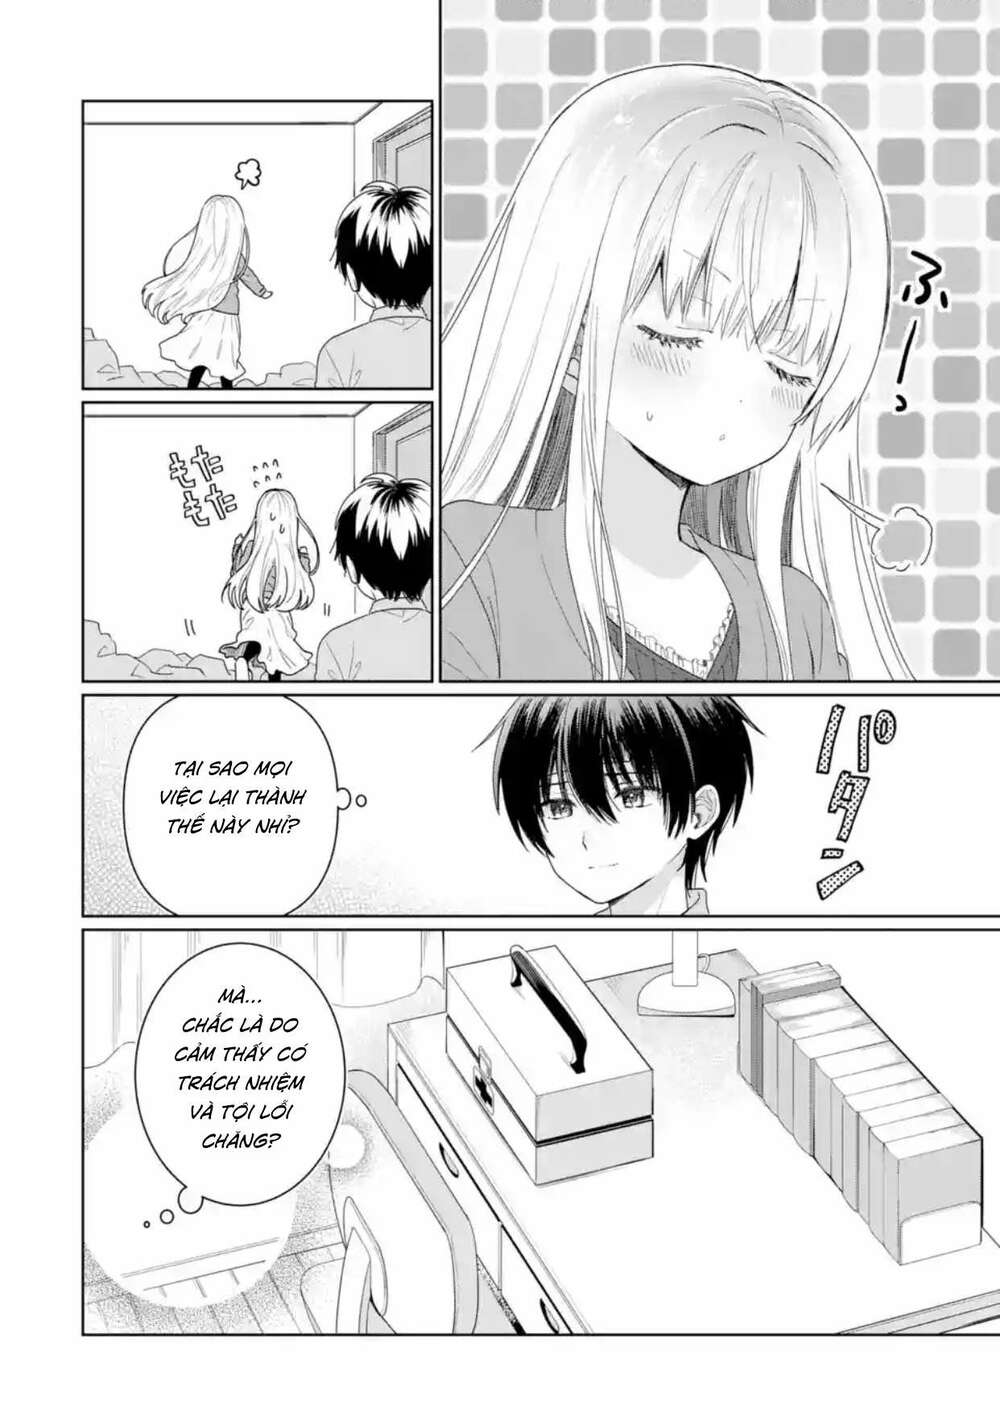 ふーっ
もたもた
パタン
TẠI SAO MỌI
VIỆC LẠI THÀNH
THẾ NÀY NHỈ?
MÀ...
CHẮC LÀ DO
CẢM THẤY CÓ
TRÁCH NHIỆM
VÀ TỘI LỖI
CHĂNG?